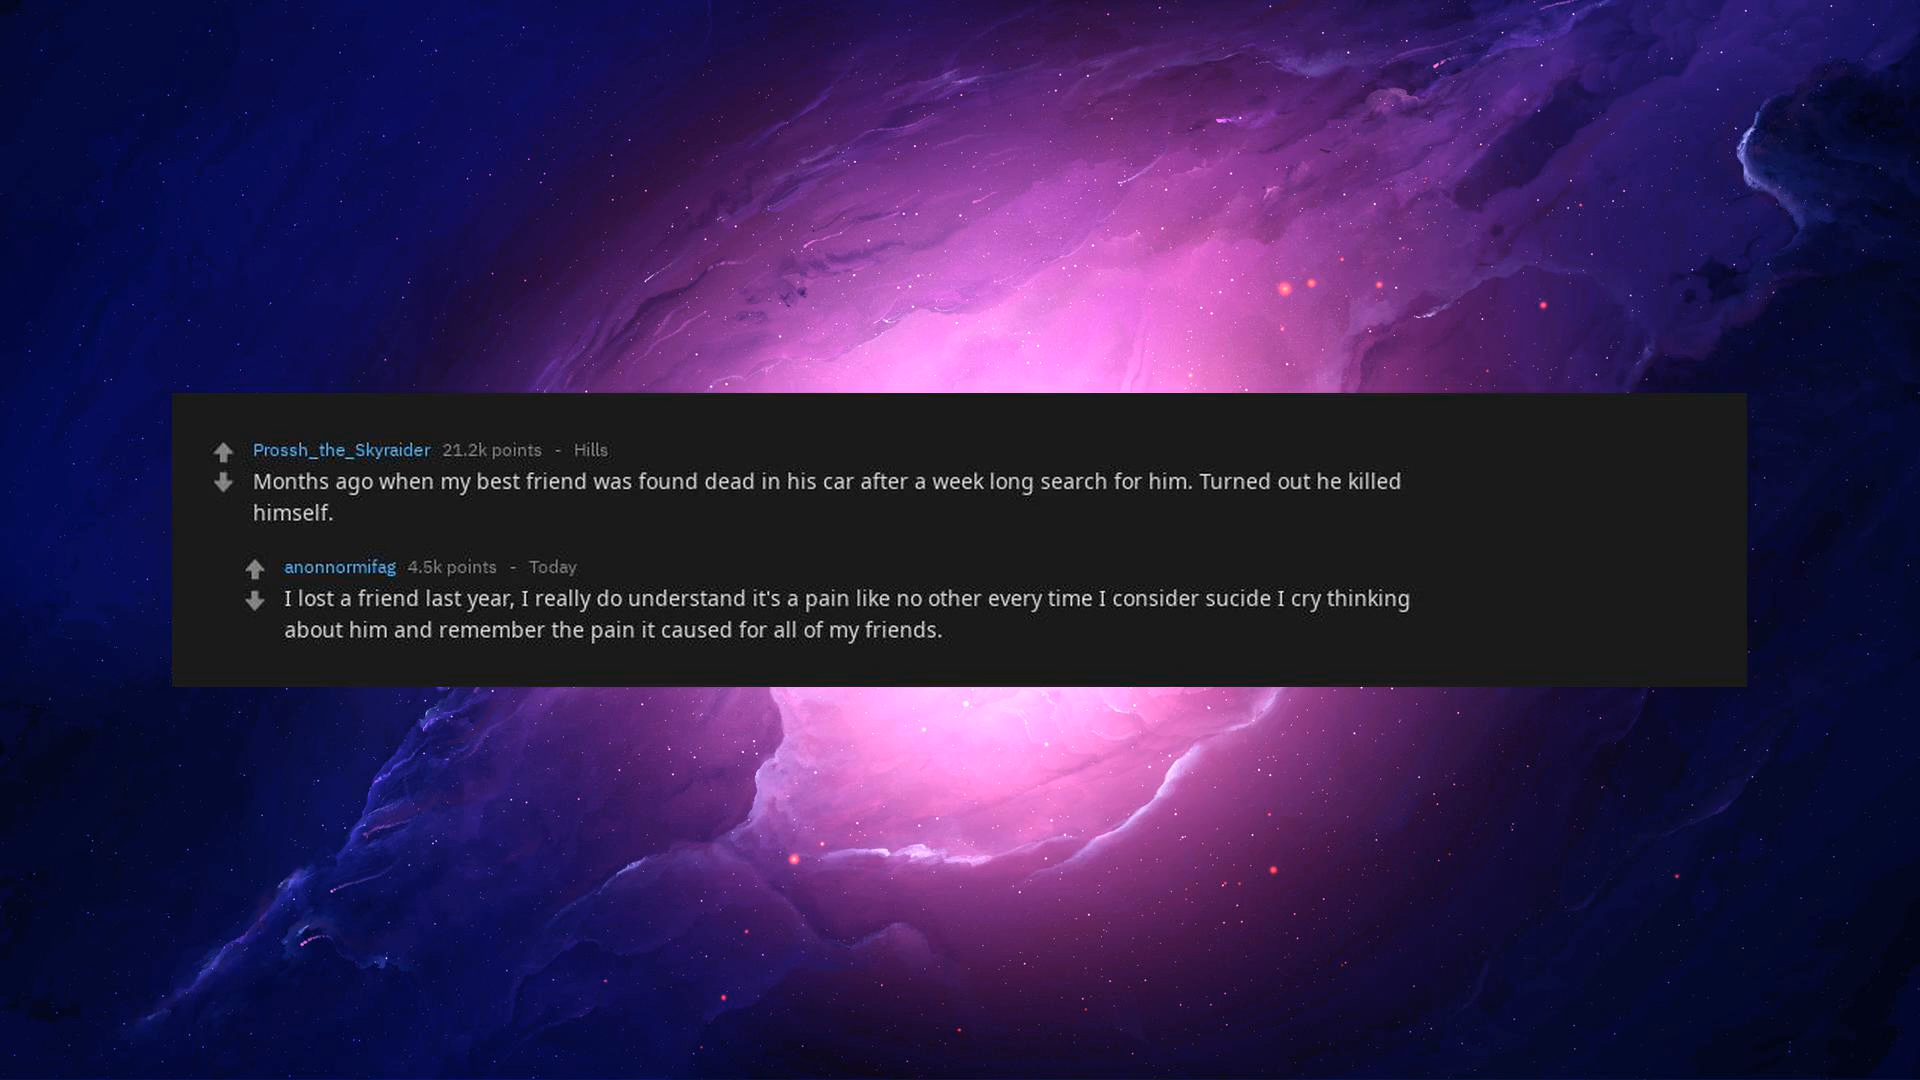 Prossh_the_Skyraider 21.2k points - Hills
Months ago when my best friend was found dead in his car after a week long search for him. Turned out he killed
himself.
anonnormifag 4.5k points - Today
I lost a friend last year, I really do understand it's a pain like no other every time I consider sucide I cry thinking
about him and remember the pain it caused for all of my friends.